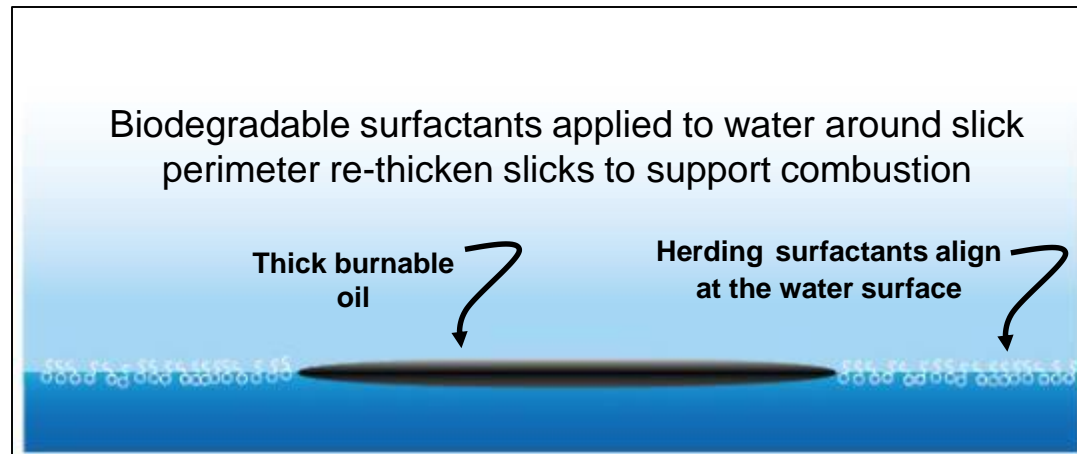 Biodegradable surfactants applied to water around slick
perimeter re-thicken slicks to support combustion
Thick burnable
oil
Herding surfactants align
at the water surface